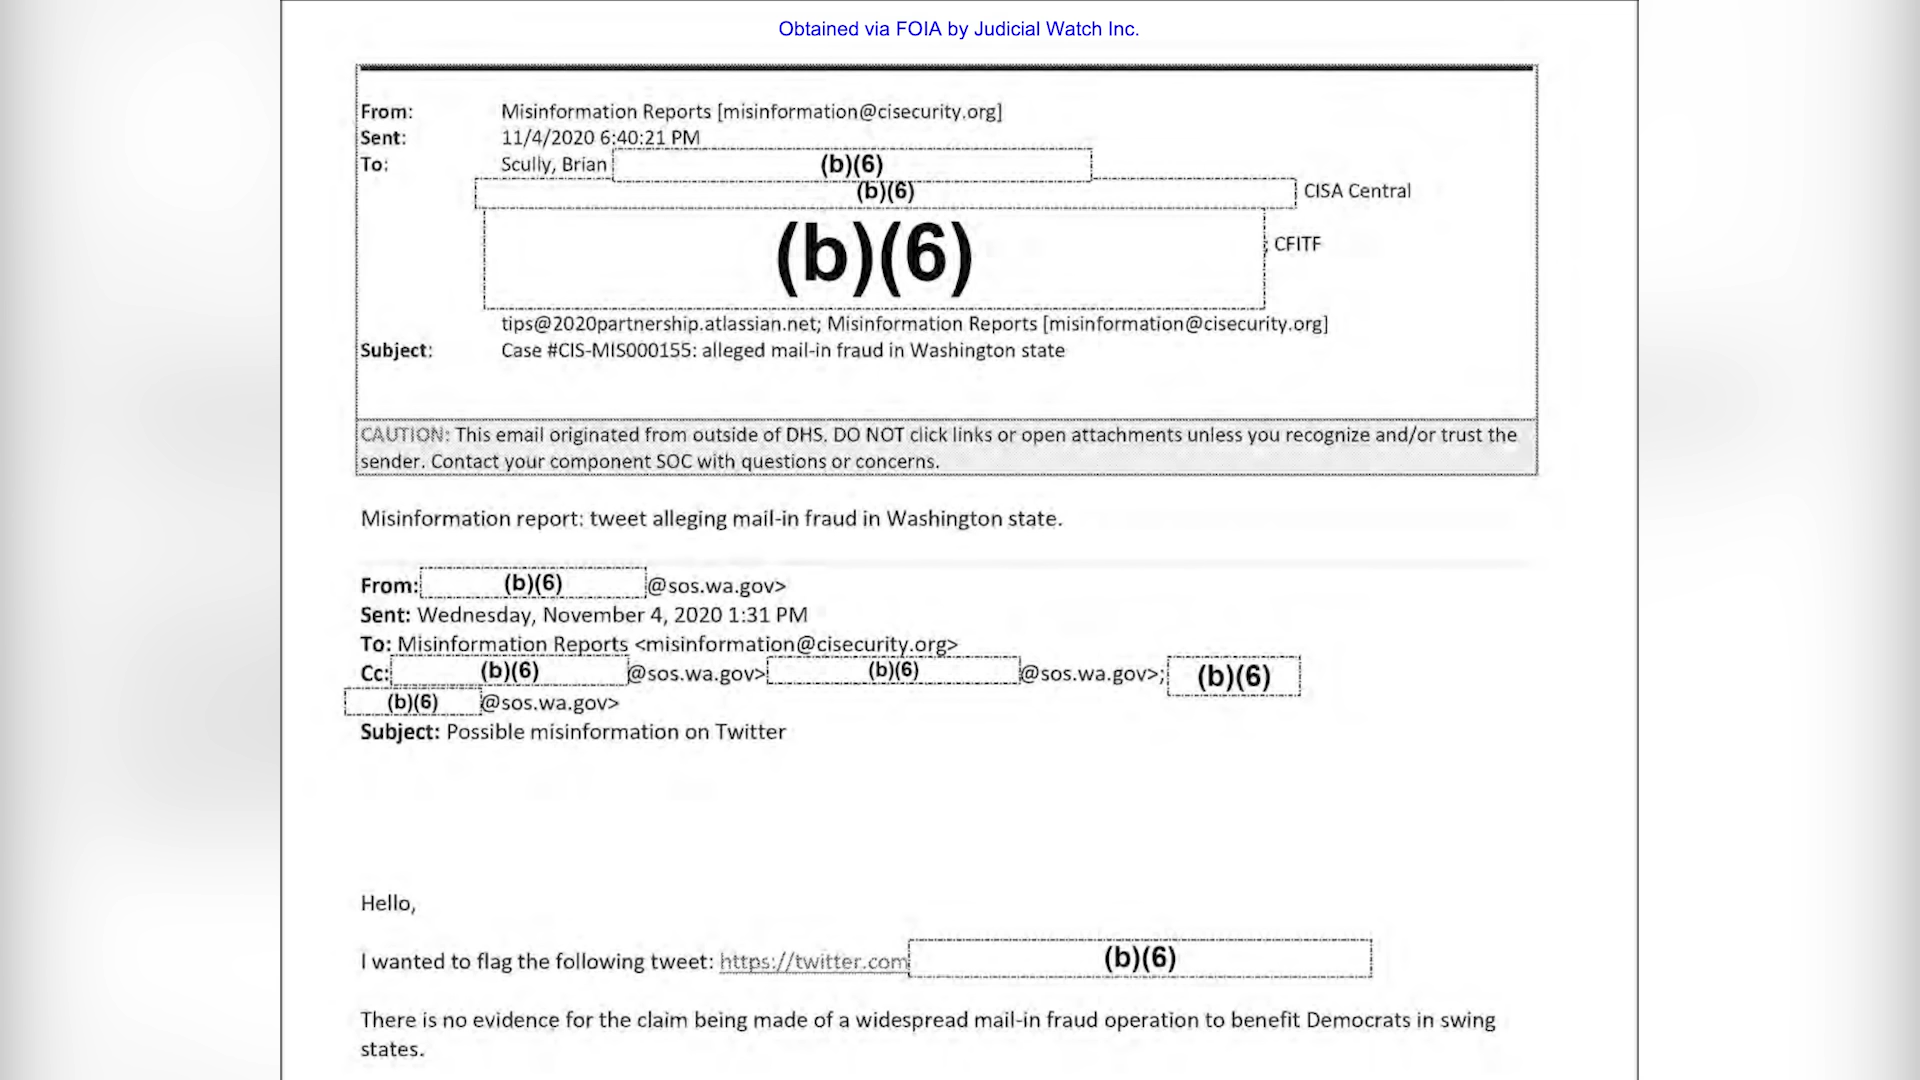 Obtained via FOIA by Judicial Watch Inc.
From: Misinformation Reports [misinformation@cisecurity.org]
Sent: 11/4/2020 6:40:21 PM
To: Scully, Brian (b)(6)
(b)(6) CISA Central
(b)(6) ; CFITF
tips@2020partnership.atlassian.net; Misinformation Reports [misinformation@cisecurity.org]
Subject: Case #CIS-MIS000155: alleged mail-in fraud in Washington state
CAUTION: This email originated from outside of DHS. DO NOT click links or open attachments unless you recognize and/or trust the
sender. Contact your component SOC with questions or concerns.
Misinformation report: tweet alleging mail-in fraud in Washington state.
From: (b)(6) @sos.wa.gov>
Sent: Wednesday, November 4, 2020 1:31 PM
To: Misinformation Reports <misinformation@cisecurity.org>
Cc: (b)(6) @sos.wa.gov> (b)(6) @sos.wa.gov>; (b)(6)
(b)(6) @sos.wa.gov>
Subject: Possible misinformation on Twitter
Hello,
I wanted to flag the following tweet: https://twitter.com (b)(6)
There is no evidence for the claim being made of a widespread mail-in fraud operation to benefit Democrats in swing
states.